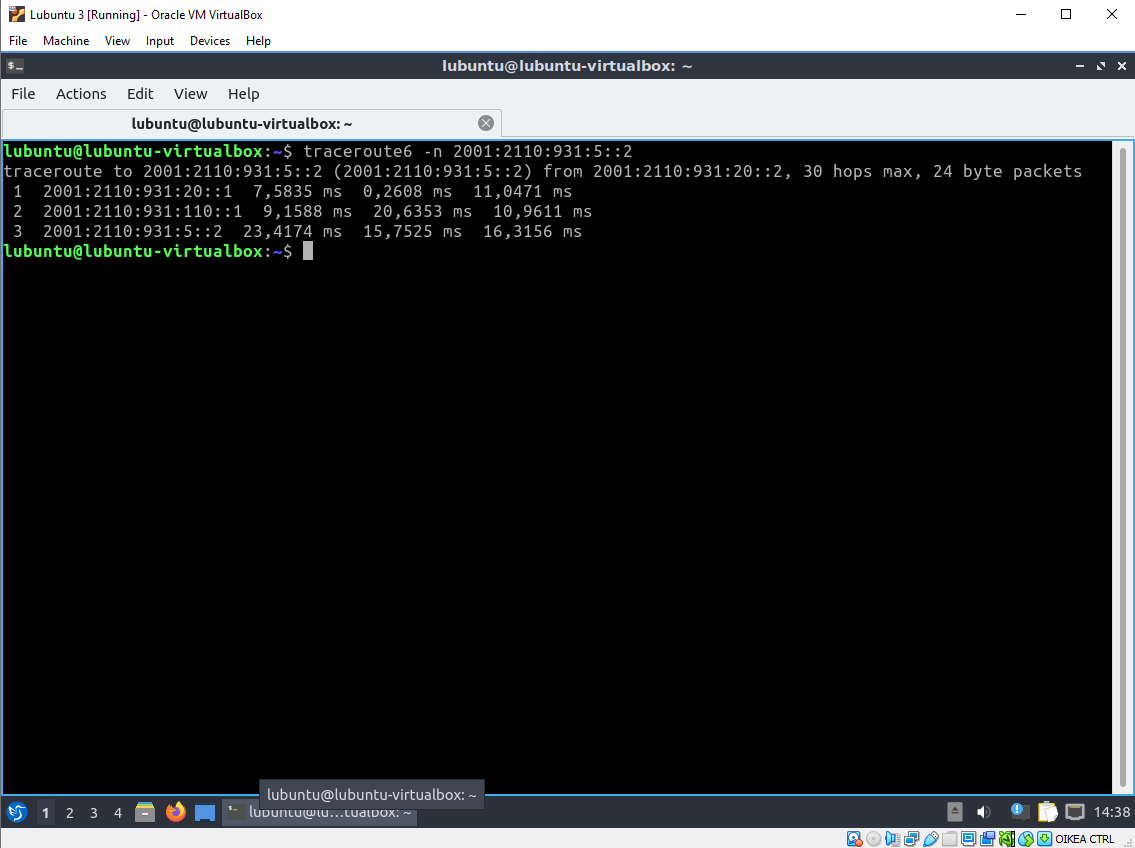 Lubuntu 3 [Running] - Oracle VM VirtualBox
File Machine View Input Devices Help
lubuntu@lubuntu-virtualbox: ~
File Actions Edit View Help
lubuntu@lubuntu-virtualbox: ~
lubuntu@lubuntu-virtualbox:~$ traceroute6 -n 2001:2110:931:5::2
traceroute to 2001:2110:931:5::2 (2001:2110:931:5::2) from 2001:2110:931:20::2, 30 hops max, 24 byte packets
1 2001:2110:931:20::1 7,5835 ms 0,2608 ms 11,0471 ms
2 2001:2110:931:110::1 9,1588 ms 20,6353 ms 10,9611 ms
3 2001:2110:931:5::2 23,4174 ms 15,7525 ms 16,3156 ms
lubuntu@lubuntu-virtualbox:~$
lubuntu@lubuntu-virtualbox: ~
1 2 3 4 lubuntu@lu...tualbox: ~ 14:38
OIKEA CTRL